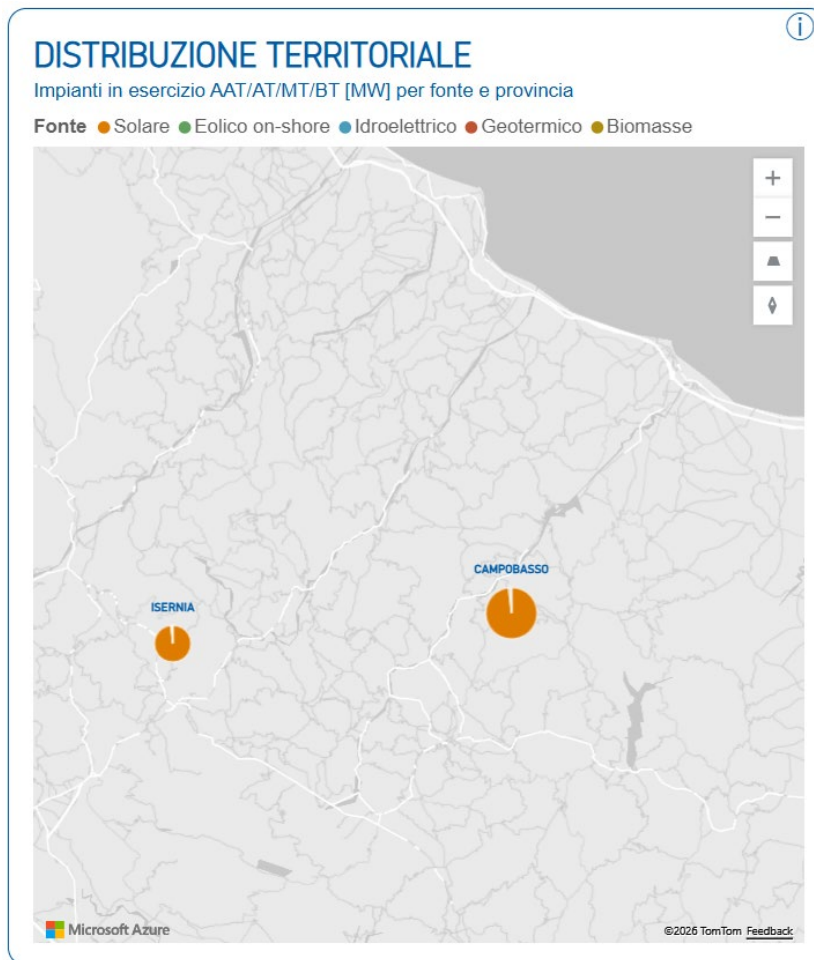 DISTRIBUZIONE TERRITORIALE
Impianti in esercizio AAT/AT/MT/BT [MW] per fonte e provincia
Fonte Solare Eolico on-shore Idroelettrico Geotermico Biomasse
CAMPOBASSO
ISERNIA
Microsoft Azure
©2026 TomTom Feedback